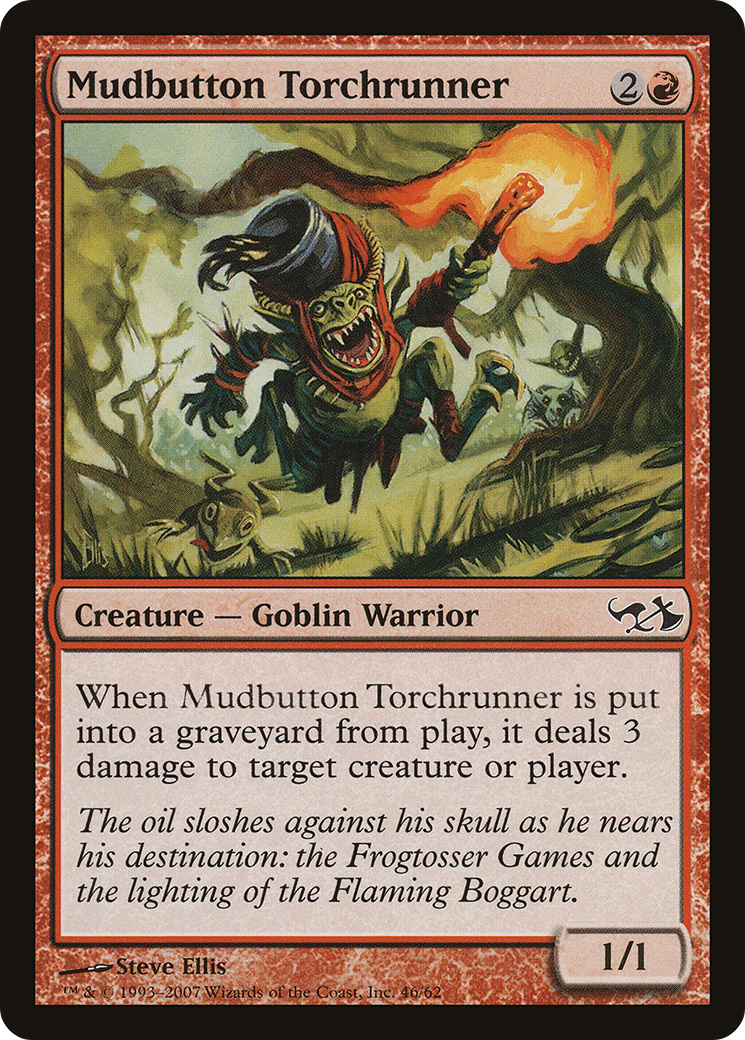 Mudbutton Torchrunner 2
Ellis
Creature — Goblin Warrior
When Mudbutton Torchrunner is put
into a graveyard from play, it deals 3
damage to target creature or player.
The oil sloshes against his skull as he nears
his destination: the Frogtosser Games and
the lighting of the Flaming Boggart.
1/1
Steve Ellis
™ & © 1993–2007 Wizards of the Coast, Inc. 46/62